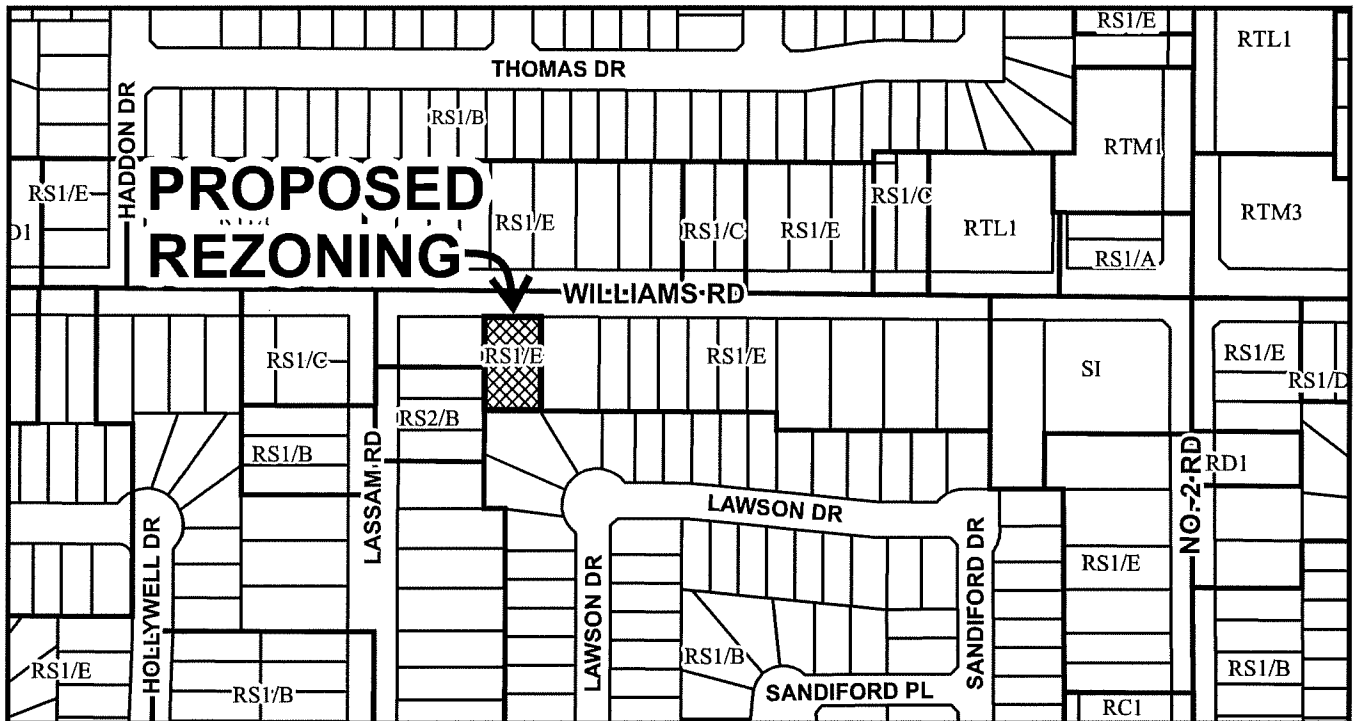 RS1/E
RTL1
THOMAS DR
HADDON DR
RS1/B
RTM1
RS1/E
PROPOSED
REZONING
RS1/E
RS1/C
RS1/E
RS1/C
RTL1
RTM3
RS1/A
WILLIAMS RD
RS1/C
RS1/E
RS1/E
SI
RS1/E
RS1/D
RS2/B
RS1/B
LASSAM RD
NO. 2 RD
RD1
LAWSON DR
HOLLYWELL DR
LAWSON DR
SANDIFORD DR
RS1/E
RS1/E
RS1/B
RS1/B
RS1/B
SANDIFORD PL
RC1